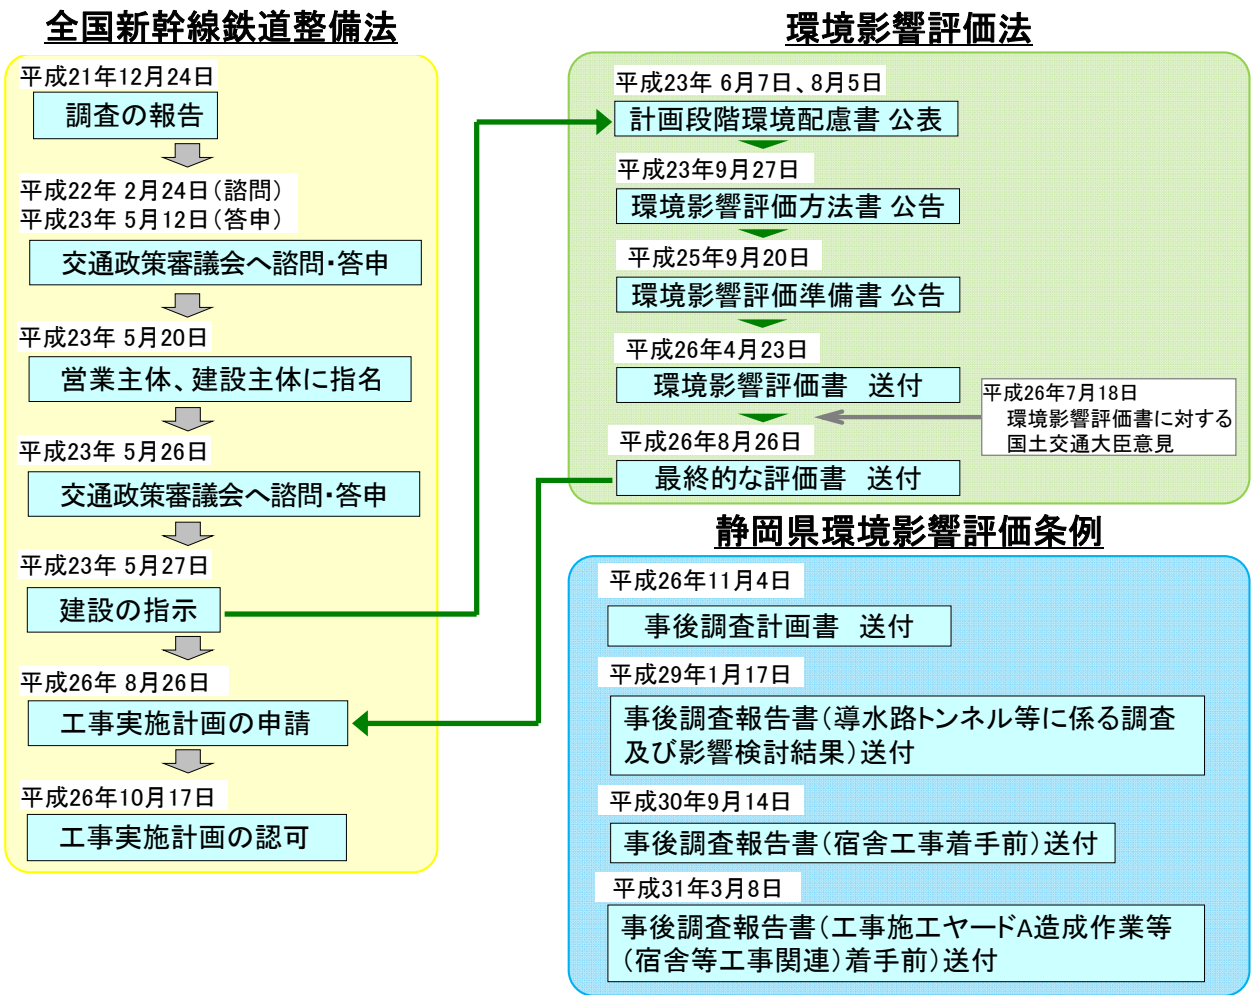 全国新幹線鉄道整備法
平成21年12月24日
調査の報告
平成22年 2月24日(諮問)
平成23年 5月12日(答申)
交通政策審議会へ諮問・答申
平成23年 5月20日
営業主体、建設主体に指名
平成23年 5月26日
交通政策審議会へ諮問・答申
平成23年 5月27日
建設の指示
平成26年 8月26日
工事実施計画の申請
平成26年10月17日
工事実施計画の認可
環境影響評価法
平成23年 6月7日、8月5日
計画段階環境配慮書 公表
平成23年9月27日
環境影響評価方法書 公告
平成25年9月20日
環境影響評価準備書 公告
平成26年4月23日
環境影響評価書 送付
平成26年7月18日
環境影響評価書に対する
国土交通大臣意見
平成26年8月26日
最終的な評価書 送付
静岡県環境影響評価条例
平成26年11月4日
事後調査計画書 送付
平成29年1月17日
事後調査報告書(導水路トンネル等に係る調査
及び影響検討結果)送付
平成30年9月14日
事後調査報告書(宿舎工事着手前)送付
平成31年3月8日
事後調査報告書(工事施工ヤードA造成作業等
(宿舎等工事関連)着手前)送付